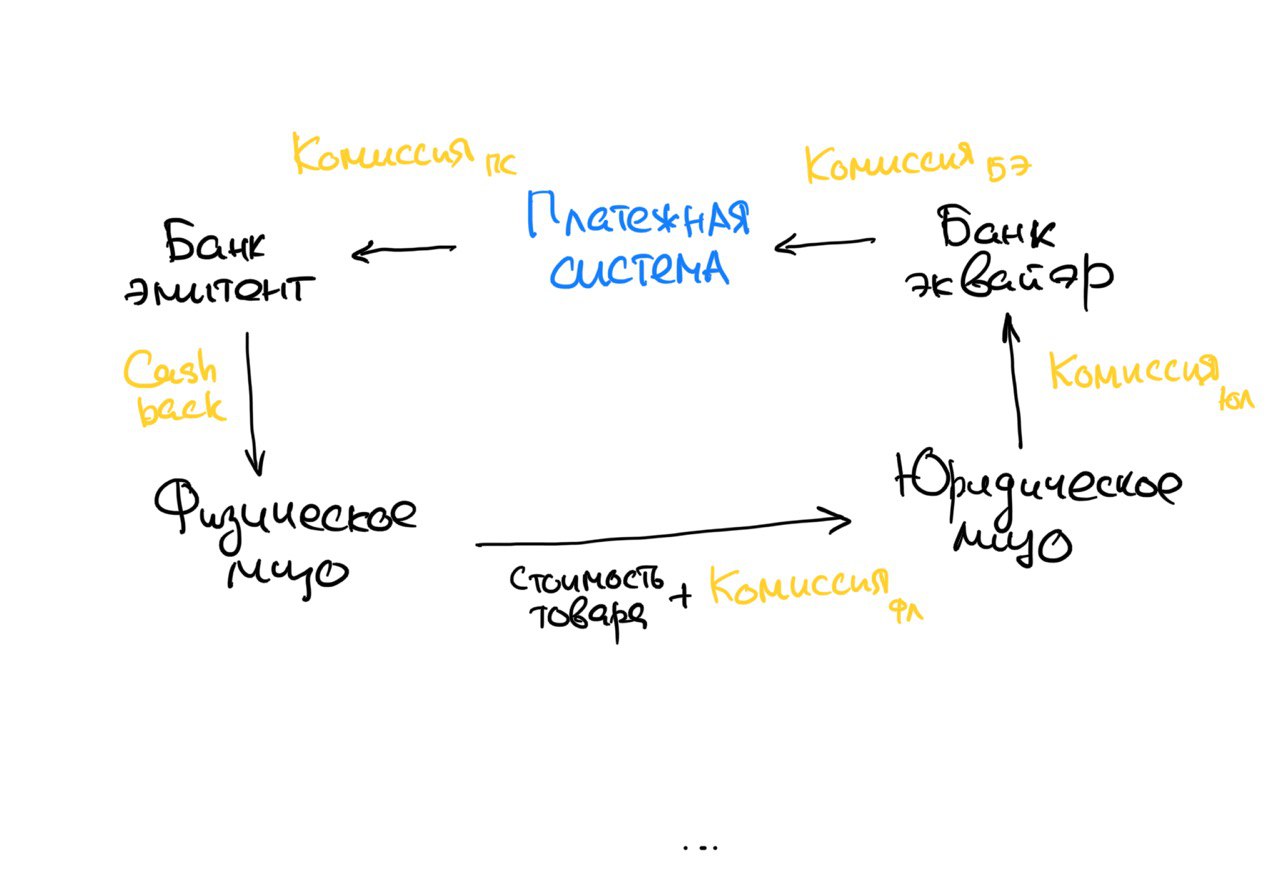 Комиссия ПС
Комиссия БЭ
Банк
эмитент
Платежная
система
Банк
эквайэр
Cash
back
Комиссия ЮЛ
Физическое
лицо
Юридическое
лицо
стоимость
товара
+ Комиссия ФЛ
...